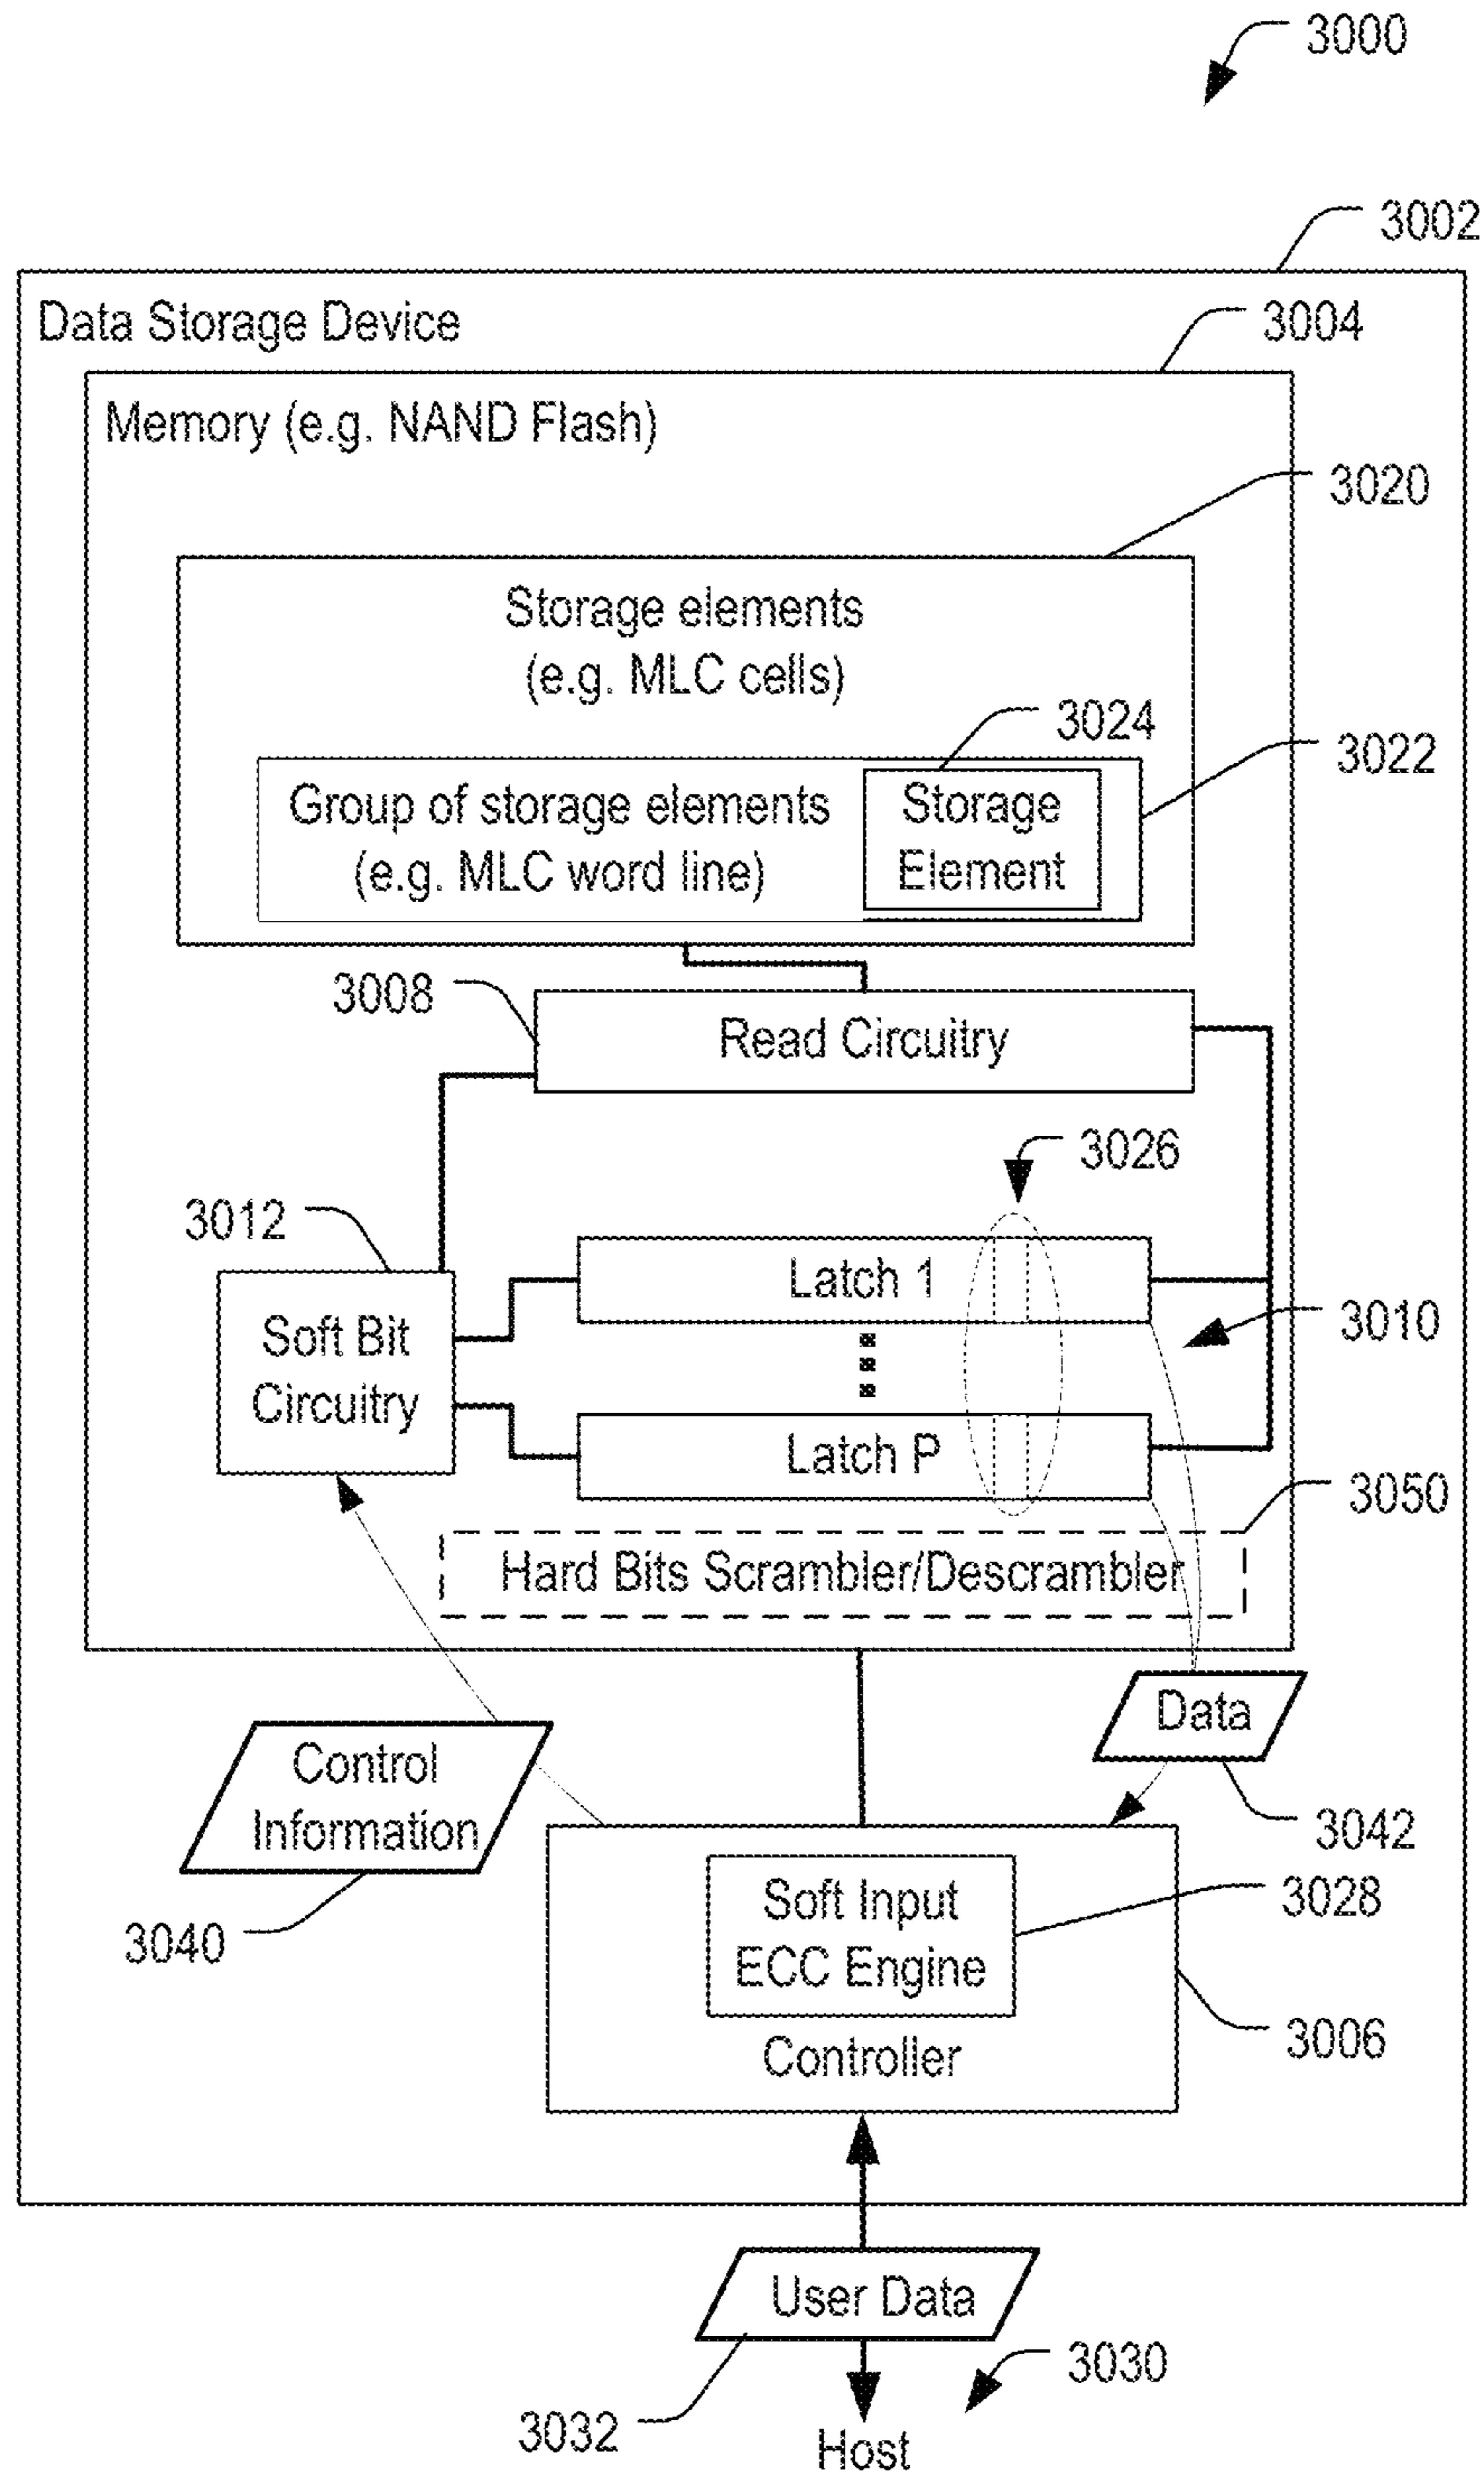 3000
3002
Data Storage Device
3004
Memory (e.g. NAND Flash)
3020
Storage elements
(e.g. MLC cells)
3024
3022
Group of storage elements
(e.g. MLC word line)
Storage
Element
3008
Read Circuitry
3026
3012
Latch 1
Soft Bit
Circuitry
3010
Latch P
3050
Hard Bits Scrambler/Descrambler
Data
Control
Information
3042
3040
Soft Input
ECC Engine
3028
Controller
3006
User Data
3030
3032
Host